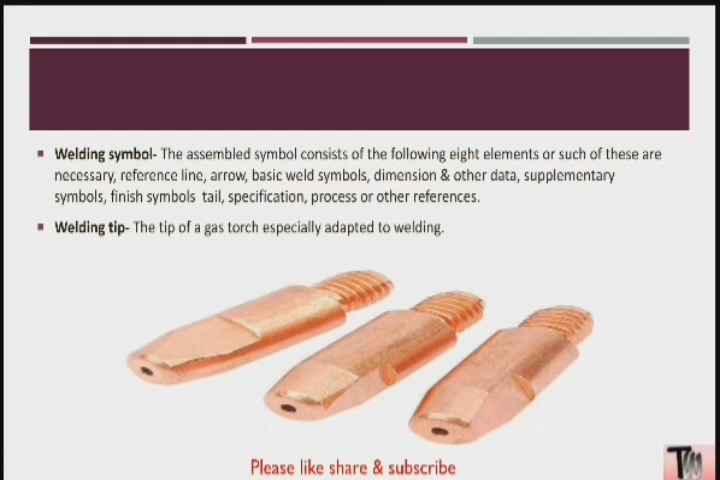 Welding symbol- The assembled symbol consists of the following eight elements or such of these are
necessary, reference line, arrow, basic weld symbols, dimension & other data, supplementary
symbols, finish symbols tail, specification, process or other references.
Welding tip- The tip of a gas torch especially adapted to welding.
Please like share & subscribe
TW